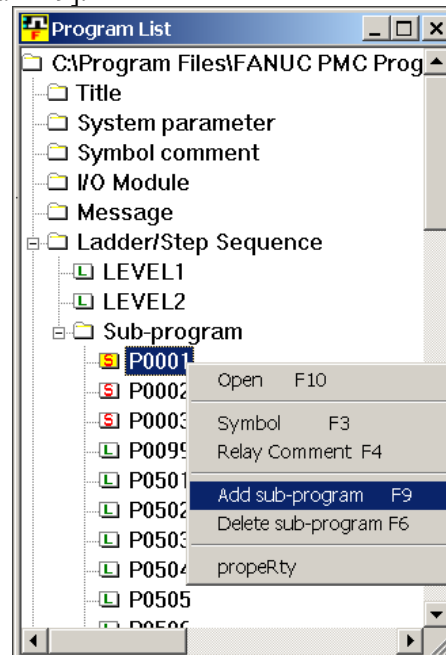 Program List
C:\Program Files\FANUC PMC Prog
Title
System parameter
Symbol comment
I/O Module
Message
Ladder/Step Sequence
L LEVEL1
L LEVEL2
Sub-program
S P0001
S P0002
S P0003
L P0099
L P0501
L P0502
L P0503
L P0504
L P0505
Open F10
Symbol F3
Relay Comment F4
Add sub-program F9
Delete sub-program F6
propeRty